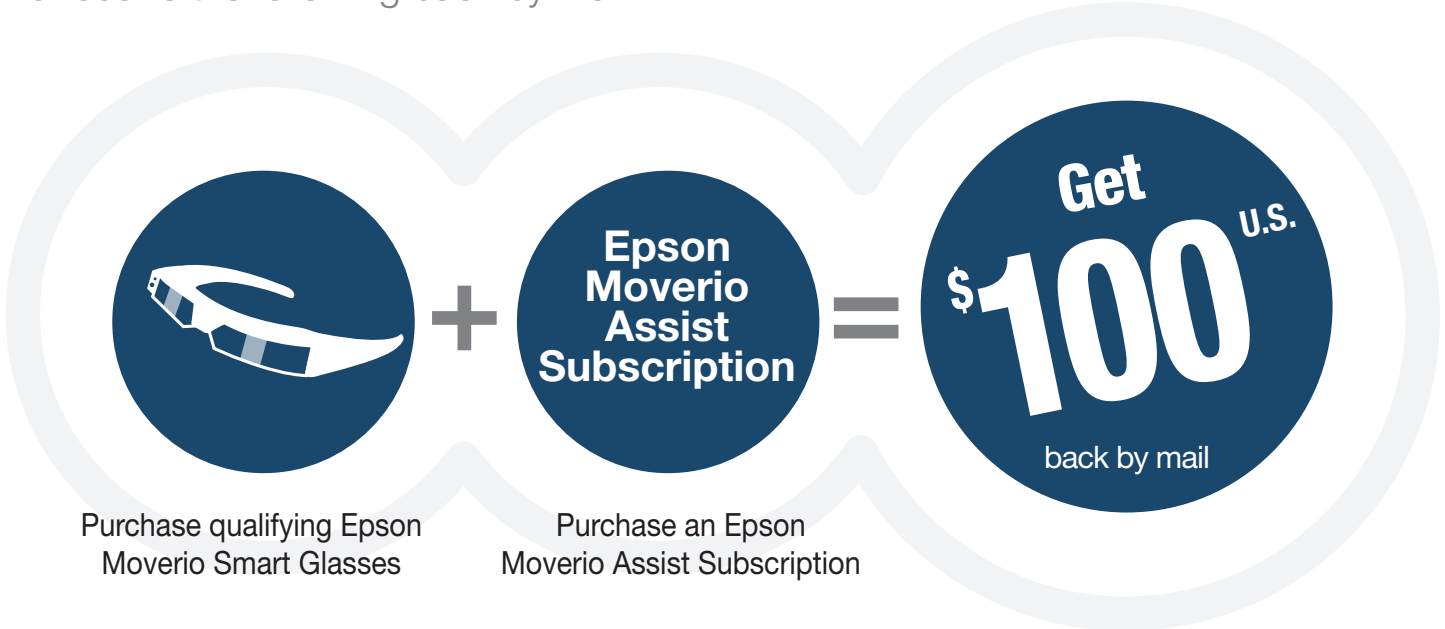 Epson
Moverio
Assist
Subscription
Get
$100 U.S.
back by mail
Purchase qualifying Epson
Moverio Smart Glasses
Purchase an Epson
Moverio Assist Subscription